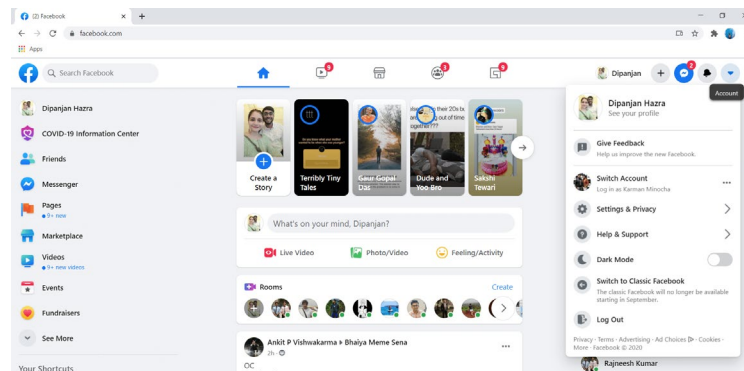 (2) Facebook
facebook.com
Apps
Search Facebook
9
3
9
Dipanjan
2
Account
Dipanjan Hazra
COVID-19 Information Center
Friends
Messenger
Pages
9+ new
Marketplace
Videos
9+ new videos
Events
Fundraisers
See More
Your Shortcuts
Create a
Story
Terribly Tiny
Tales
Gaur Gopal
Das
Dude and
Yoo Bro
Sakshi
Tewari
What's on your mind, Dipanjan?
Live Video
Photo/Video
Feeling/Activity
Rooms
Create
Ankit P Vishwakarma ▸ Bhaiya Meme Sena
2h ·
OC
Dipanjan Hazra
See your profile
Give Feedback
Help us improve the new Facebook.
Switch Account
Log in as Karman Minocha
Settings & Privacy
Help & Support
Dark Mode
Switch to Classic Facebook
The classic Facebook will no longer be available
starting in September.
Log Out
Privacy · Terms · Advertising · Ad Choices · Cookies ·
More · Facebook © 2020
Rajneesh Kumar